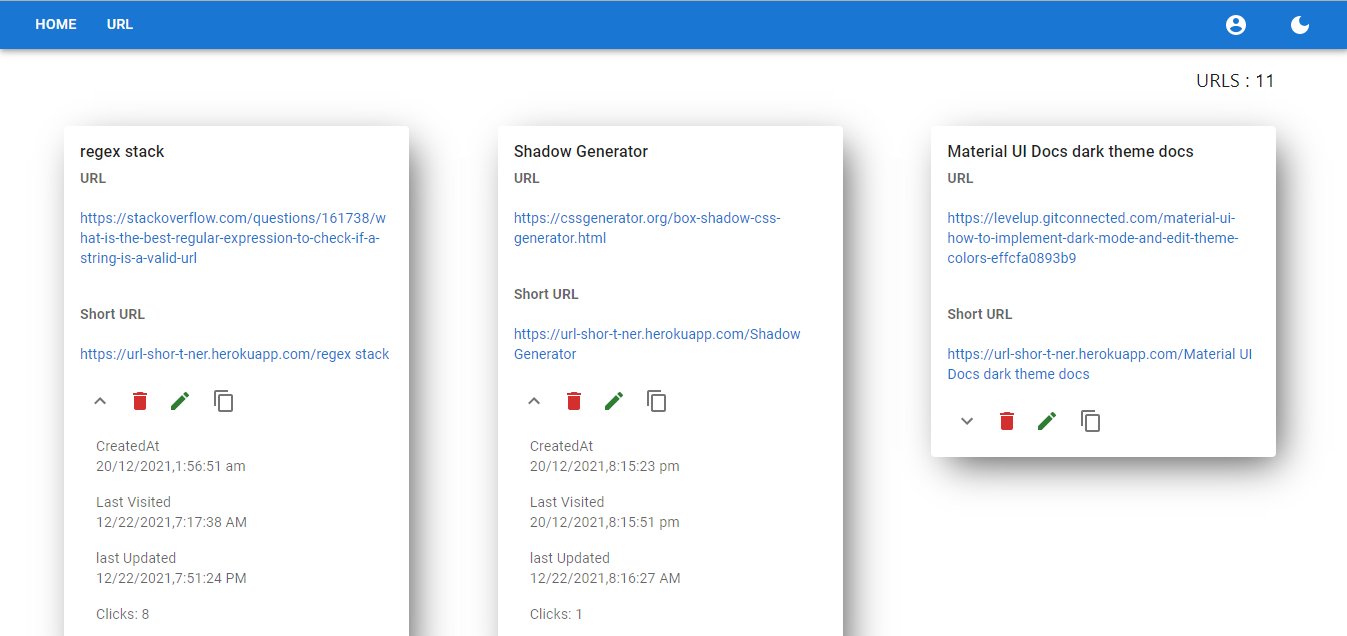 HOME URL
URLS : 11
regex stack
URL
https://stackoverflow.com/questions/161738/w
hat-is-the-best-regular-expression-to-check-if-a-
string-is-a-valid-url
Short URL
https://url-shor-t-ner.herokuapp.com/regex stack
CreatedAt
20/12/2021,1:56:51 am
Last Visited
12/22/2021,7:17:38 AM
last Updated
12/22/2021,7:51:24 PM
Clicks: 8
Shadow Generator
URL
https://cssgenerator.org/box-shadow-css-
generator.html
Short URL
https://url-shor-t-ner.herokuapp.com/Shadow
Generator
CreatedAt
20/12/2021,8:15:23 pm
Last Visited
20/12/2021,8:15:51 pm
last Updated
12/22/2021,8:16:27 AM
Clicks: 1
Material UI Docs dark theme docs
URL
https://levelup.gitconnected.com/material-ui-
how-to-implement-dark-mode-and-edit-theme-
colors-effcfa0893b9
Short URL
https://url-shor-t-ner.herokuapp.com/Material UI
Docs dark theme docs